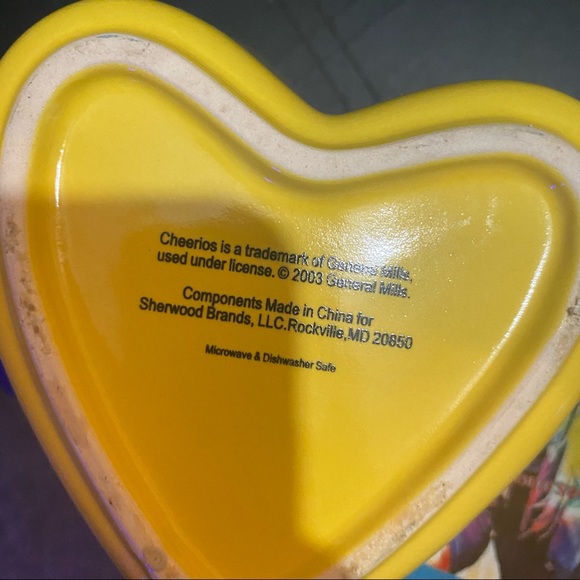 Cheerios is a trademark of General Mills,
used under license. © 2003 General Mills.
Components Made in China for
Sherwood Brands, LLC.Rockville,MD 20850
Microwave & Dishwasher Safe